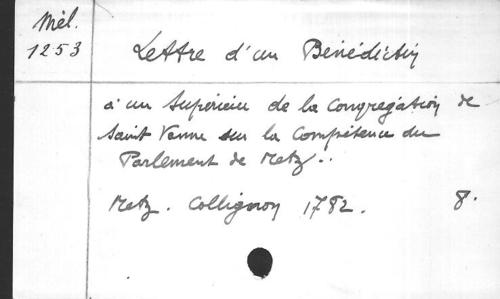 Mél.
1253
Lettre d'un Bénédictin
à un Supérieur de la Congrégation de
Saint Vanne sur la Compétence du
Parlement de Metz..
Metz. Collignon 1782. 8.